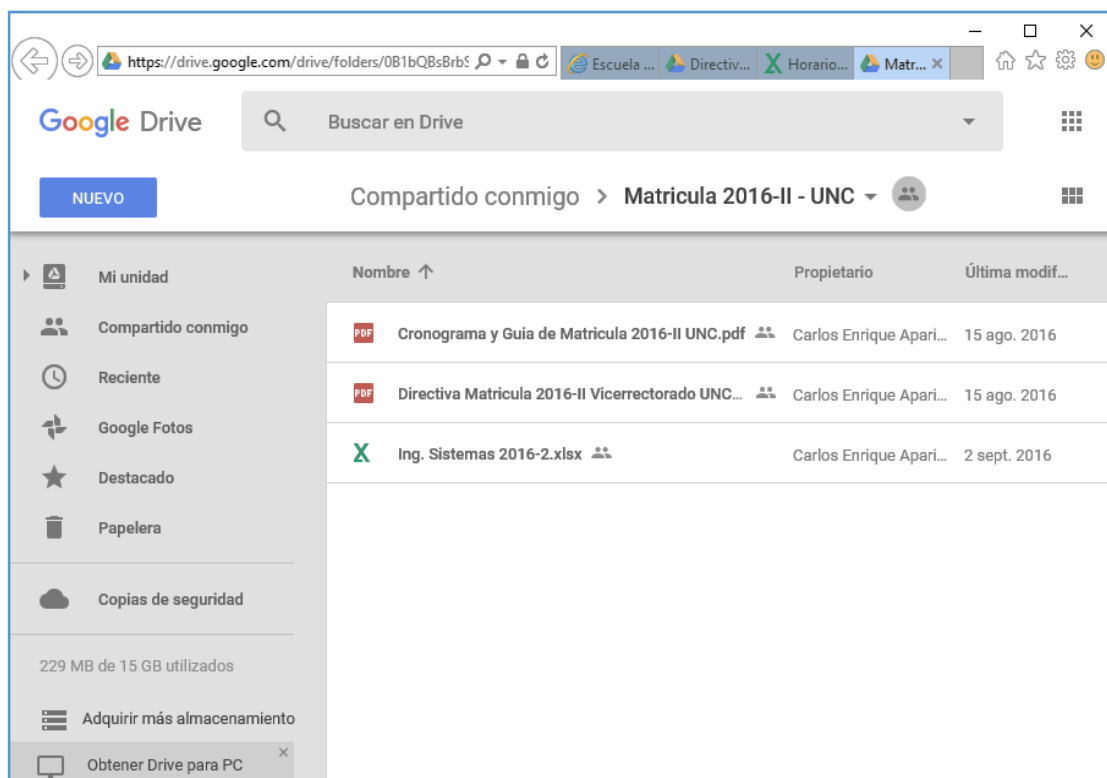 https://drive.google.com/drive/folders/0B1bQBsBrbS
Escuela ...
Directiv...
Horario...
Matr...
Google Drive
Buscar en Drive
NUEVO
Compartido conmigo > Matricula 2016-II - UNC
Mi unidad
Compartido conmigo
Reciente
Google Fotos
Destacado
Papelera
Copias de seguridad
229 MB de 15 GB utilizados
Adquirir más almacenamiento
Obtener Drive para PC
Nombre Propietario Última modif...
PDF Cronograma y Guia de Matricula 2016-II UNC.pdf Carlos Enrique Apari... 15 ago. 2016
PDF Directiva Matricula 2016-II Vicerrectorado UNC... Carlos Enrique Apari... 15 ago. 2016
X Ing. Sistemas 2016-2.xlsx Carlos Enrique Apari... 2 sept. 2016